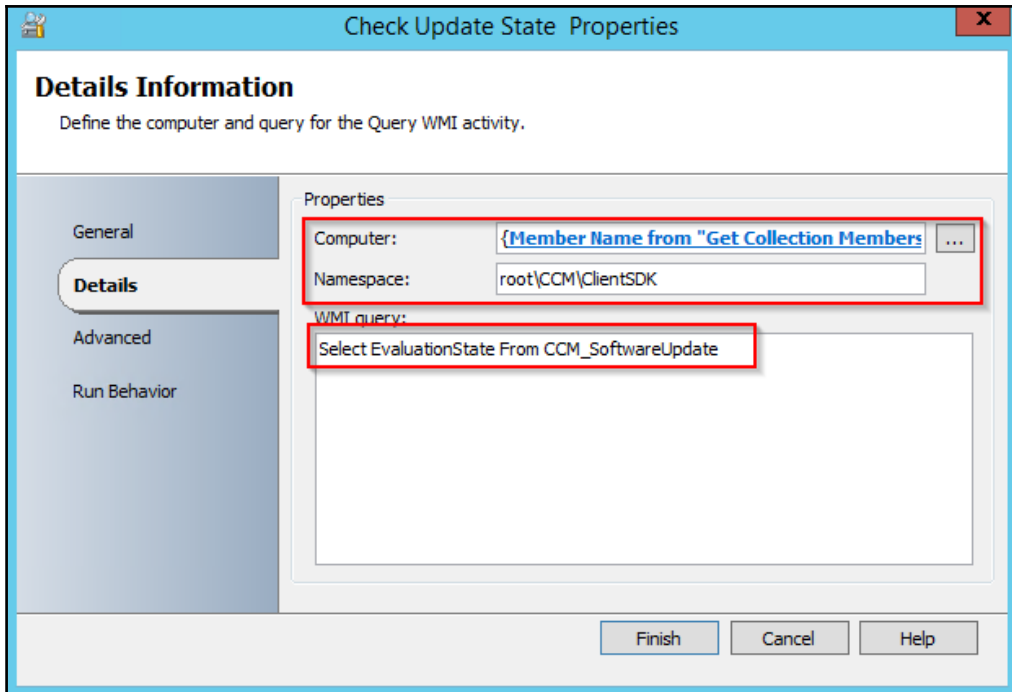 Check Update State Properties
X
Details Information
Define the computer and query for the Query WMI activity.
General
Details
Advanced
Run Behavior
Properties
Computer:
{Member Name from "Get Collection Members
...
Namespace:
root\CCM\ClientSDK
WMI query:
Select EvaluationState From CCM_SoftwareUpdate
Finish
Cancel
Help